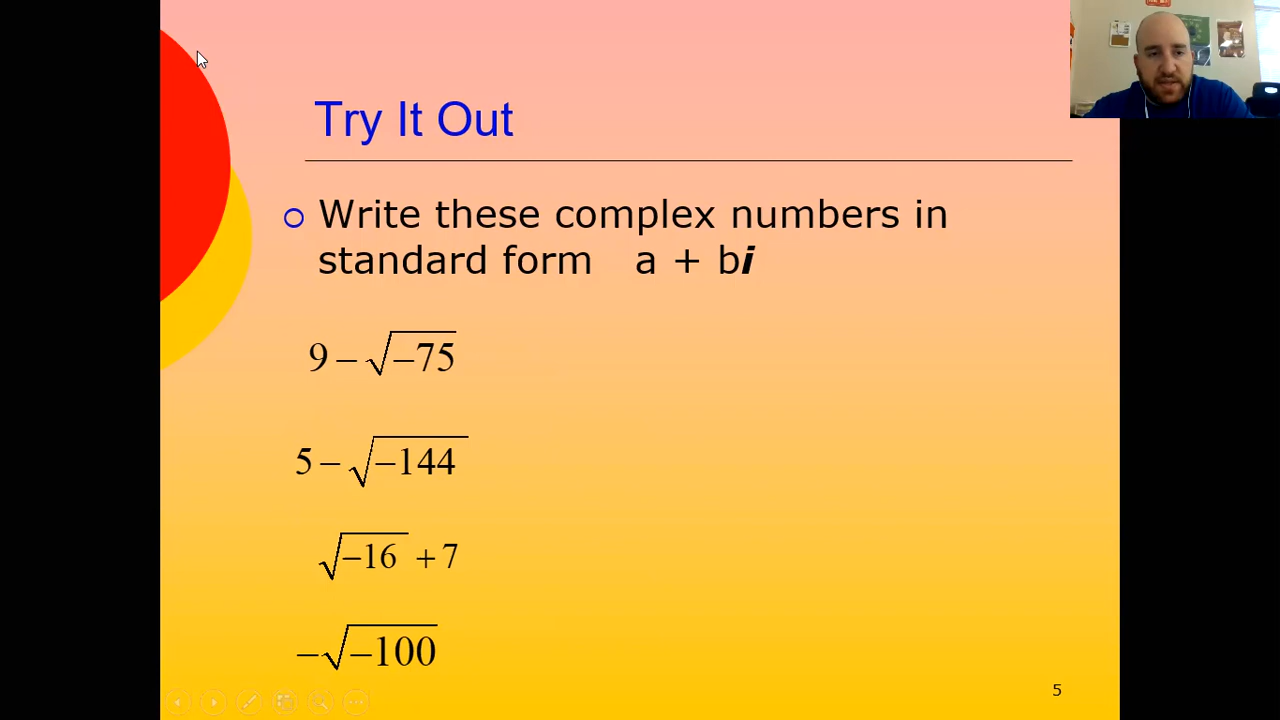 Try It Out
Write these complex numbers in
standard form a + bi
9 − √−75
5 − √−144
√−16 + 7
−√−100
5